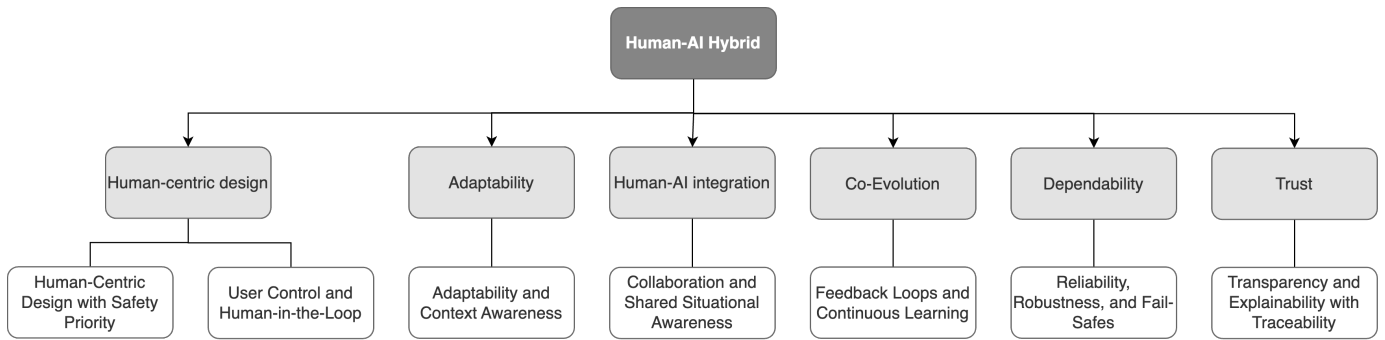 Human-AI Hybrid
Human-centric design
Adaptability
Human-AI integration
Co-Evolution
Dependability
Trust
Human-Centric
Design with Safety
Priority
User Control and
Human-in-the-Loop
Adaptability and
Context Awareness
Collaboration and
Shared Situational
Awareness
Feedback Loops and
Continuous Learning
Reliability,
Robustness, and Fail-
Safes
Transparency and
Explainability with
Traceability